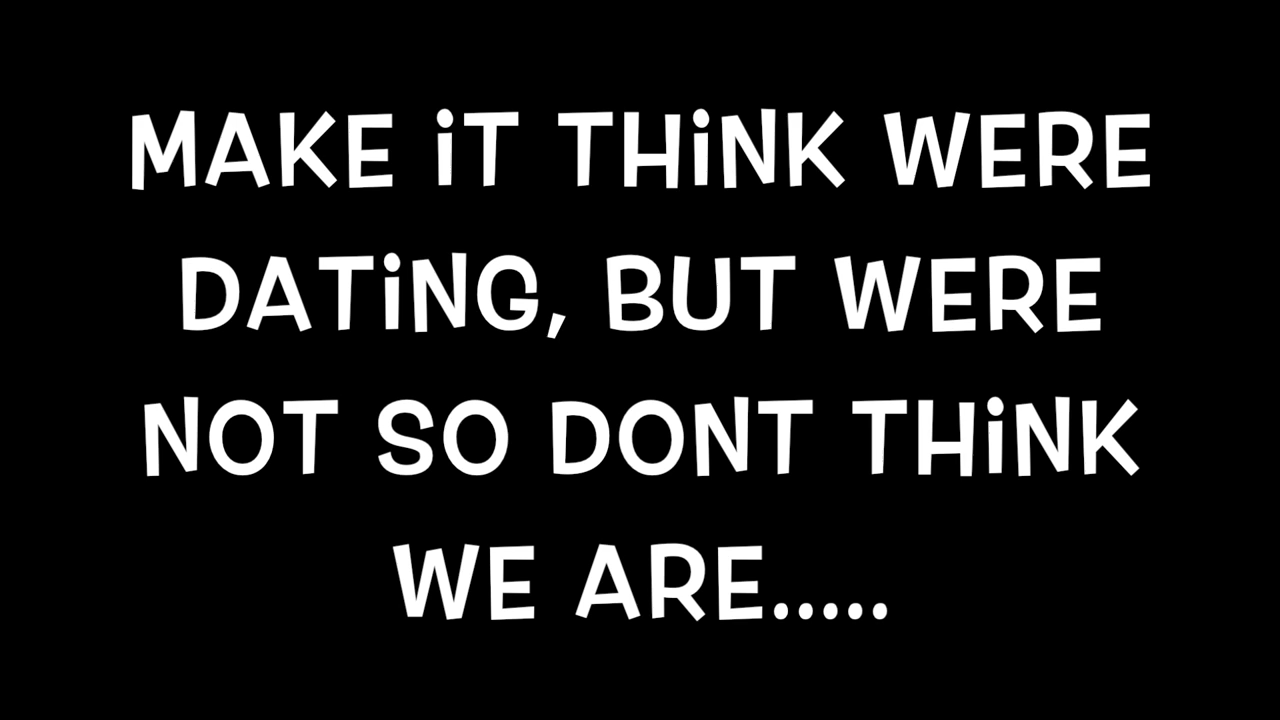 MAKE iT THiNK WERE
DATiNG, BUT WERE
NOT SO DONT THiNK
WE ARE.....